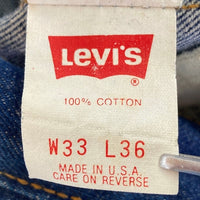 LEVI'S
100% COTTON
W33 L36
MADE IN U.S.A.
CARE ON REVERSE